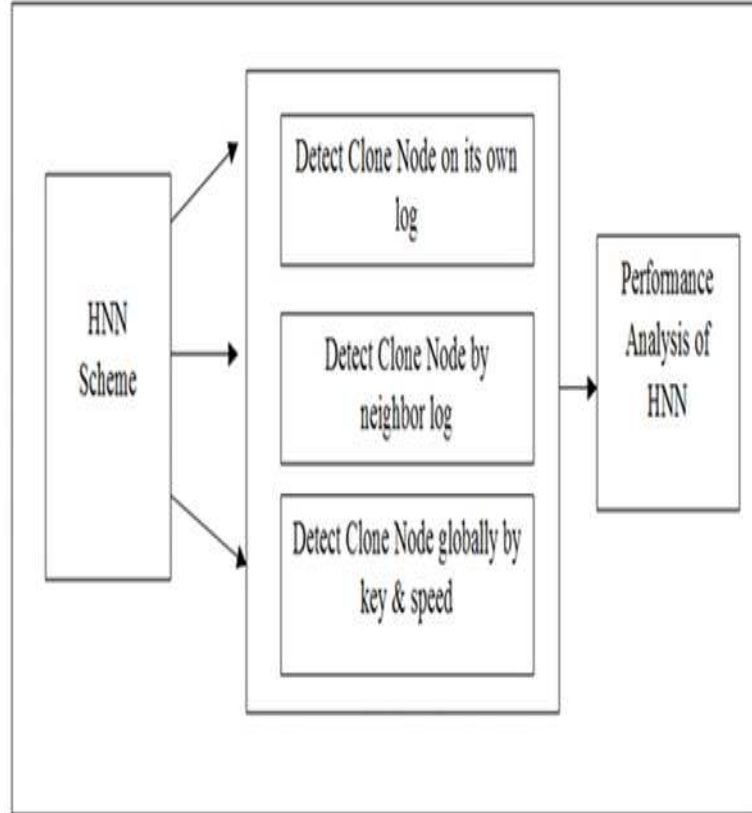 HNN
Scheme
Detect Clone Node on its own
log
Detect Clone Node by
neighbor log
Detect Clone Node globally by
key & speed
Performance
Analysis of
HNN